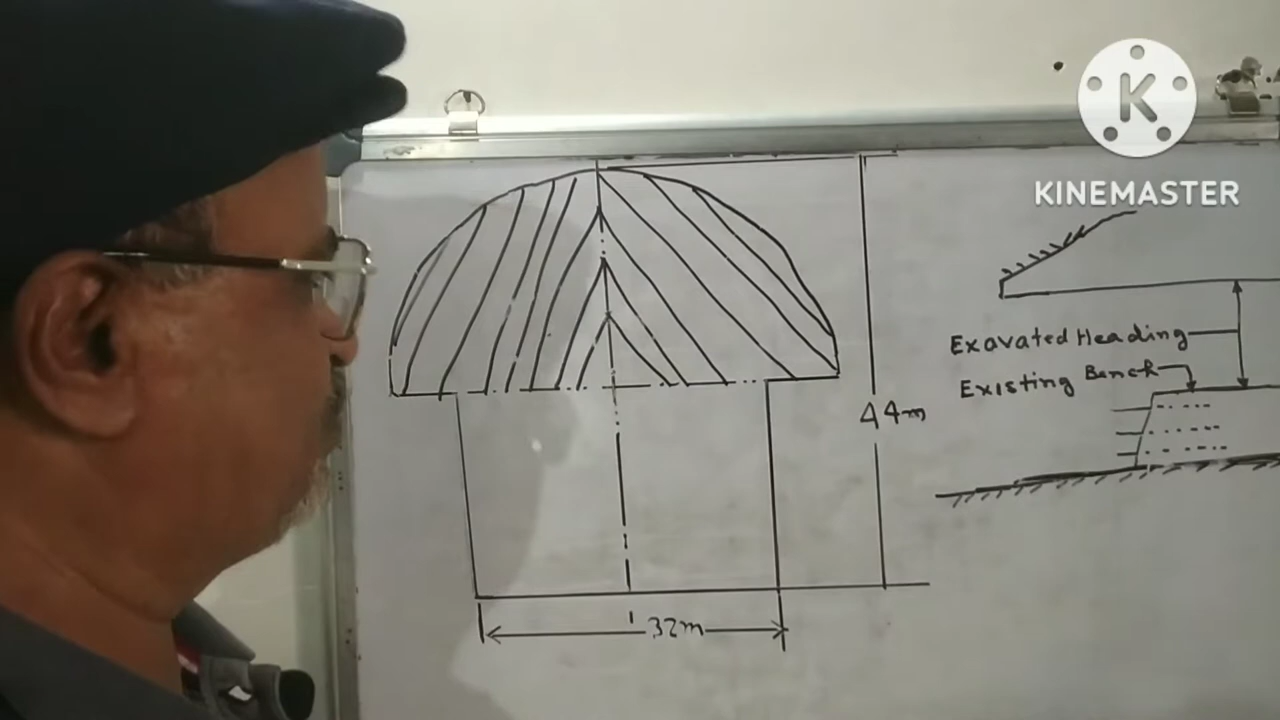 K
KINEMASTER
Exavated Heading
Existing Bench
44m
32m